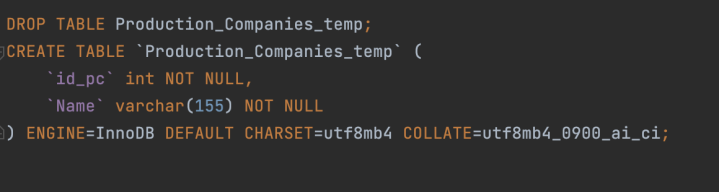 DROP TABLE Production_Companies_temp;
CREATE TABLE `Production_Companies_temp` (
    `id_pc` int NOT NULL,
    `Name` varchar(155) NOT NULL
) ENGINE=InnoDB DEFAULT CHARSET=utf8mb4 COLLATE=utf8mb4_0900_ai_ci;